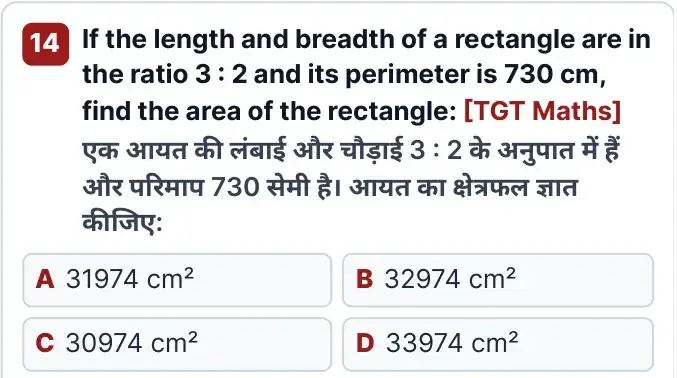 14 If the length and breadth of a rectangle are in
the ratio 3 : 2 and its perimeter is 730 cm,
find the area of the rectangle: [TGT Maths]
एक आयत की लंबाई और चौड़ाई 3 : 2 के अनुपात में हैं
और परिमाप 730 सेमी है। आयत का क्षेत्रफल ज्ञात
कीजिए:
A 31974 cm²
B 32974 cm²
C 30974 cm²
D 33974 cm²